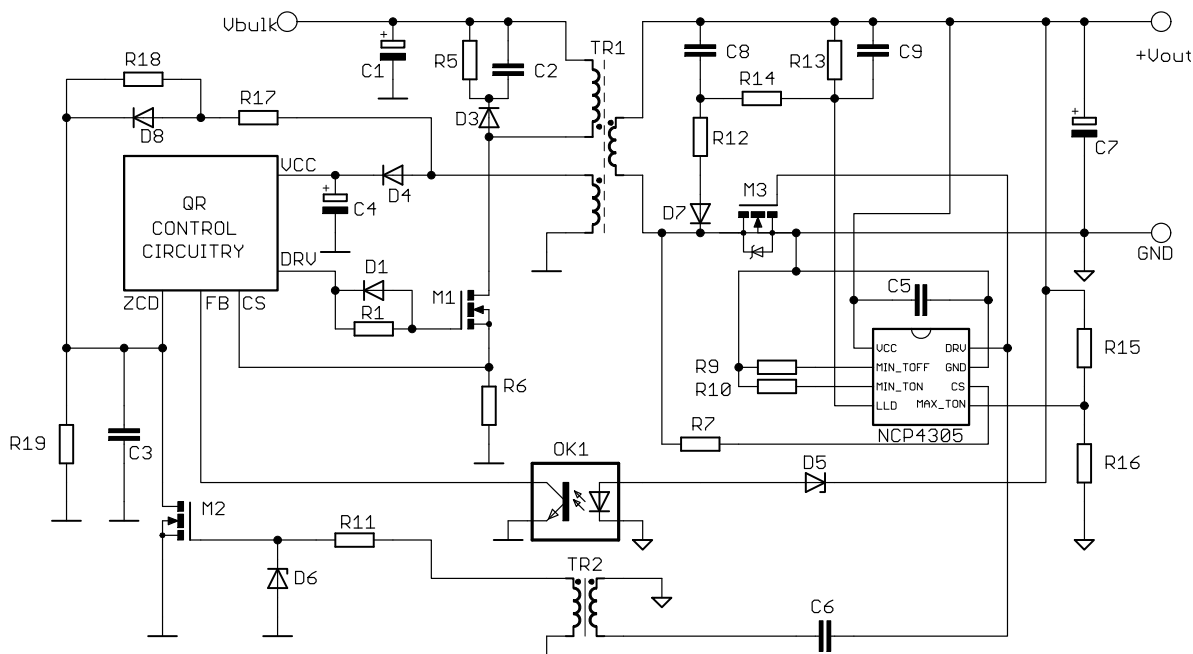 Vbulk
+
C1
R5
C2
D3
TR1
C8
R14
R13
C9
+Vout
R18
R17
D8
R12
+
C7
VCC
D4
+
C4
QR
CONTROL
CIRCUITRY
D7
M3
GND
DRV
ZCD
FB
CS
D1
R1
M1
C5
VCC
DRV
MIN_TOFF
GND
MIN_TON
CS
LLD
MAX_TON
NCP4305
R9
R10
R15
R6
R7
R19
C3
OK1
D5
R16
M2
R11
D6
TR2
C6